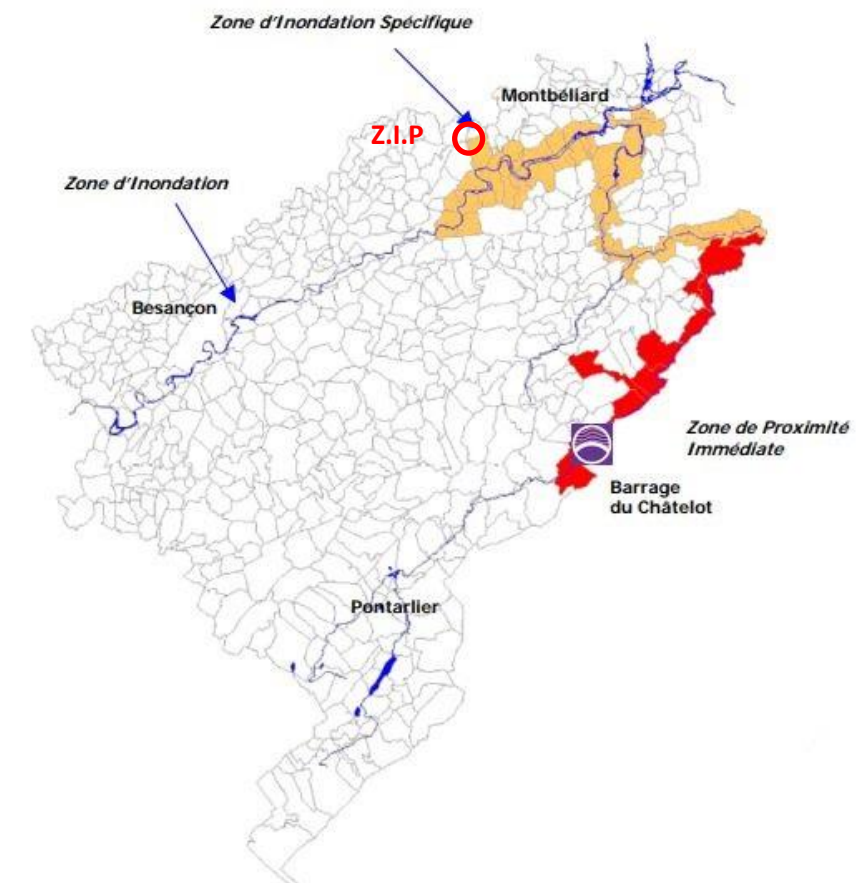 Zone d'Inondation Spécifique
Montbéliard
Z.I.P
Zone d'Inondation
Besançon
Zone de Proximité
Immédiate
Barrage
du Châtelot
Pontarlier